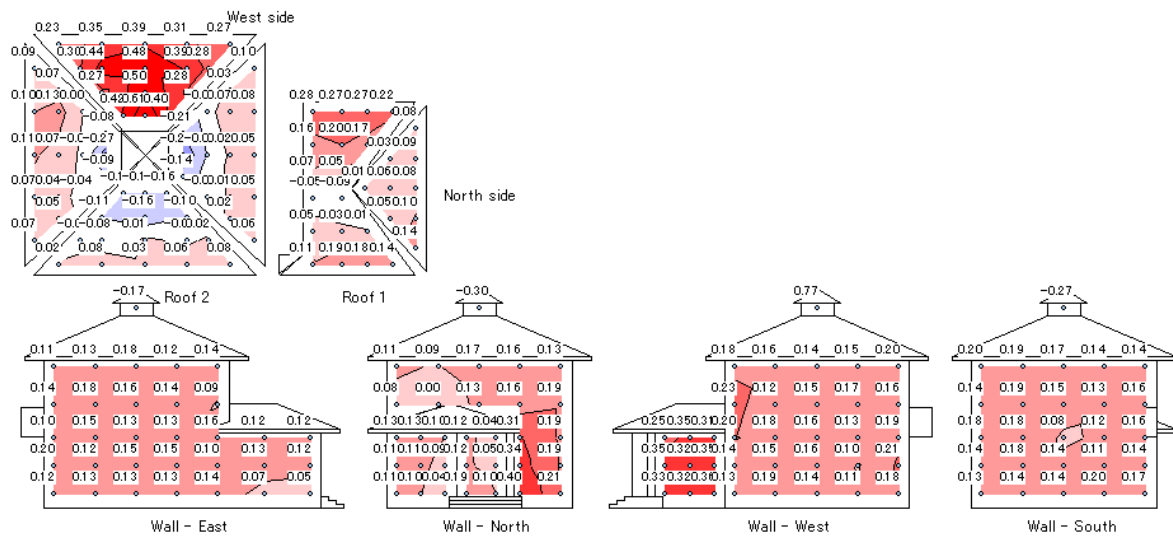 West side
0.23 0.35 0.39 0.31 0.27
0.09 0.30 0.44 0.48 0.39 0.28 0.10
0.07 0.27 0.50 0.28 0.03
0.10 0.13 0.00 0.61 0.40 0.07 0.08
-0.08 -0.21
0.11 0.07 -0.27 0.02 0.05
-0.09 -0.14
0.07 0.04 -0.04 -0.16 0.01 0.05
0.05 -0.11 -0.16 -0.10
0.07 -0.08 -0.01 0.02 0.06
0.02 0.08 0.03 0.06 0.08
0.28 0.27 0.27 0.22
0.08
0.16 0.20 0.17
0.03 0.09
0.07 0.05
0.01 0.06 0.08
-0.05 -0.09
0.05 0.10
0.05 -0.03 0.01
0.14
0.11 0.19 0.18 0.14
North side
Roof 2
Roof 1
-0.17
0.11 0.13 0.18 0.12 0.14
0.14 0.18 0.16 0.14 0.09
0.10 0.15 0.16 0.13 0.13 0.12 0.12
0.20 0.12 0.15 0.15 0.10 0.13 0.12
0.12 0.13 0.13 0.13 0.14 0.07 0.05
Wall - East
-0.30
0.11 0.09 0.17 0.16 0.13
0.08 0.00 0.13 0.16 0.19
0.13 0.13 0.12 0.04 0.31 0.19
0.11 0.11 0.09 0.12 0.05 0.34 0.19
0.11 0.10 0.04 0.19 0.10 0.40 0.21
Wall - North
0.77
0.18 0.16 0.14 0.15 0.20
0.23 0.12 0.15 0.17 0.16
0.25 0.35 0.31 0.20 0.18 0.13 0.13 0.19
0.35 0.32 0.35 0.14 0.15 0.16 0.10 0.21
0.33 0.32 0.36 0.17 0.15 0.14 0.11 0.18
Wall - West
-0.27
0.20 0.19 0.17 0.14 0.14
0.14 0.19 0.15 0.13 0.16
0.18 0.18 0.08 0.12 0.16
0.14 0.18 0.14 0.11 0.14
0.13 0.14 0.14 0.20 0.17
Wall - South